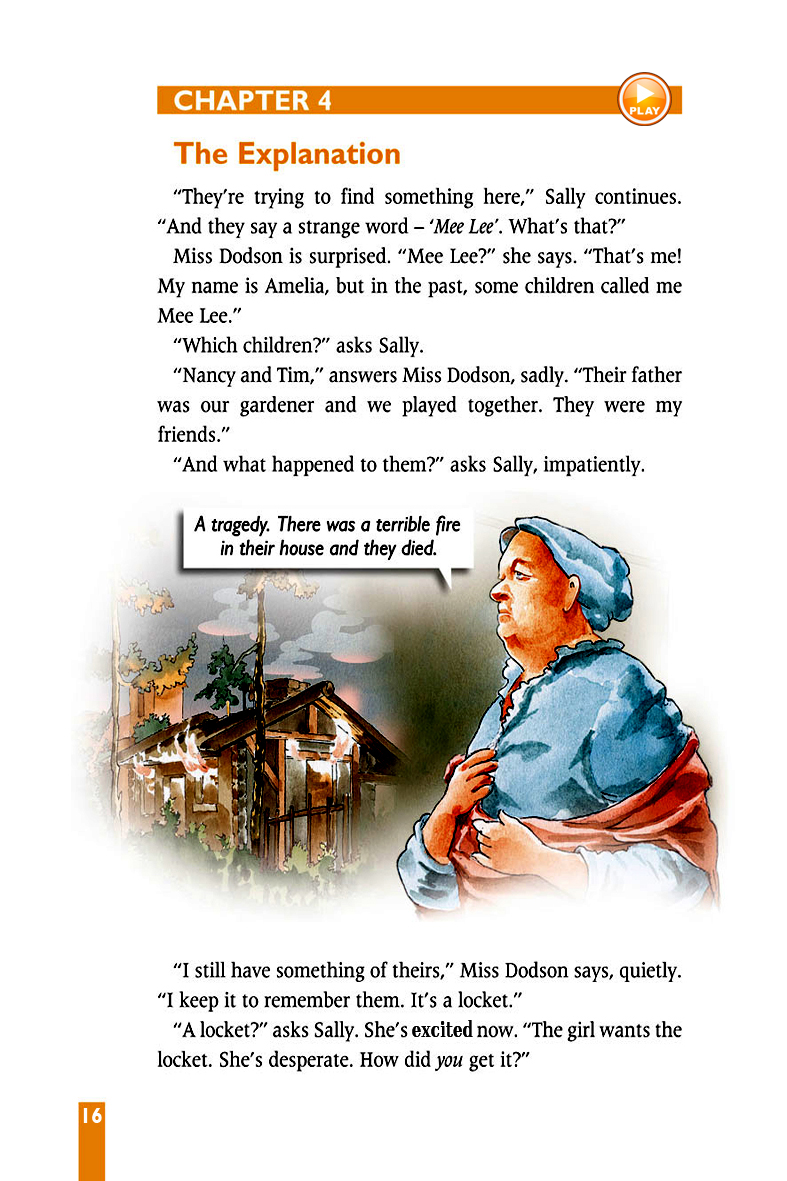 CHAPTER 4
PLAY
The Explanation
“They’re trying to find something here,” Sally continues.
“And they say a strange word – ‘Mee Lee’. What’s that?”
Miss Dodson is surprised. “Mee Lee?” she says. “That’s me!
My name is Amelia, but in the past, some children called me
Mee Lee.”
“Which children?” asks Sally.
“Nancy and Tim,” answers Miss Dodson, sadly. “Their father
was our gardener and we played together. They were my
friends.”
“And what happened to them?” asks Sally, impatiently.
A tragedy. There was a terrible fire
in their house and they died.
“I still have something of theirs,” Miss Dodson says, quietly.
“I keep it to remember them. It’s a locket.”
“A locket?” asks Sally. She’s excited now. “The girl wants the
locket. She’s desperate. How did you get it?”
16